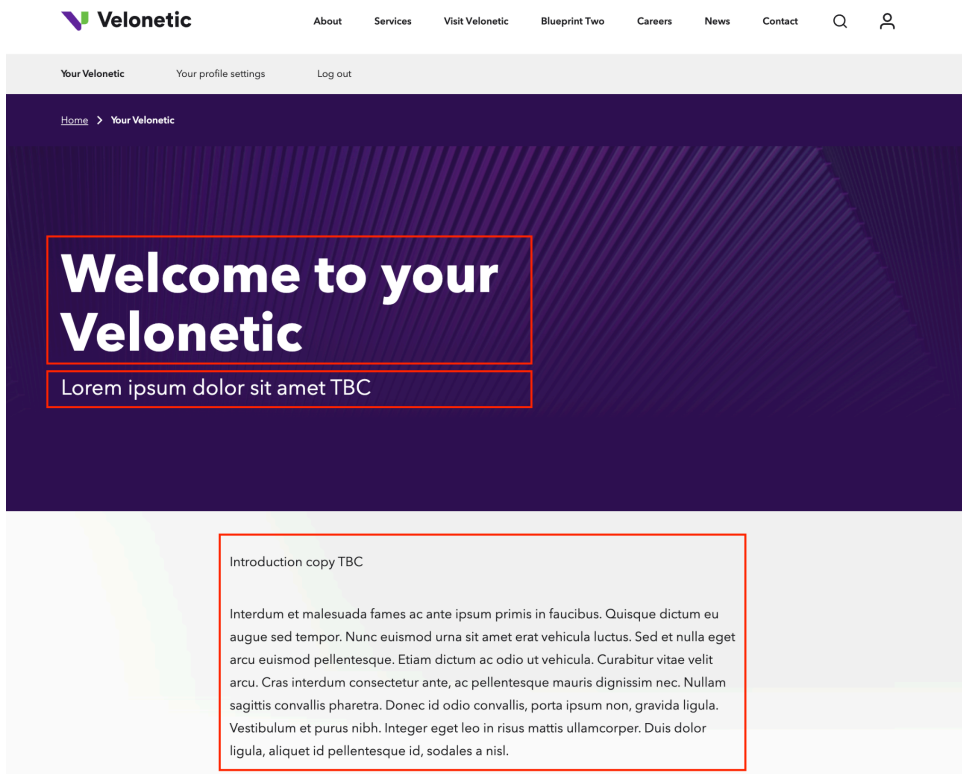 Velonetic
About Services Visit Velonetic Blueprint Two Careers News Contact
Your Velonetic Your profile settings Log out
Home > Your Velonetic
Welcome to your
Velonetic
Lorem ipsum dolor sit amet TBC
Introduction copy TBC
Interdum et malesuada fames ac ante ipsum primis in faucibus. Quisque dictum eu
augue sed tempor. Nunc euismod urna sit amet erat vehicula luctus. Sed et nulla eget
arcu euismod pellentesque. Etiam dictum ac odio ut vehicula. Curabitur vitae velit
arcu. Cras interdum consectetur ante, ac pellentesque mauris dignissim nec. Nullam
sagittis convallis pharetra. Donec id odio convallis, porta ipsum non, gravida ligula.
Vestibulum et purus nibh. Integer eget leo in risus mattis ullamcorper. Duis dolor
ligula, aliquet id pellentesque id, sodales a nisl.